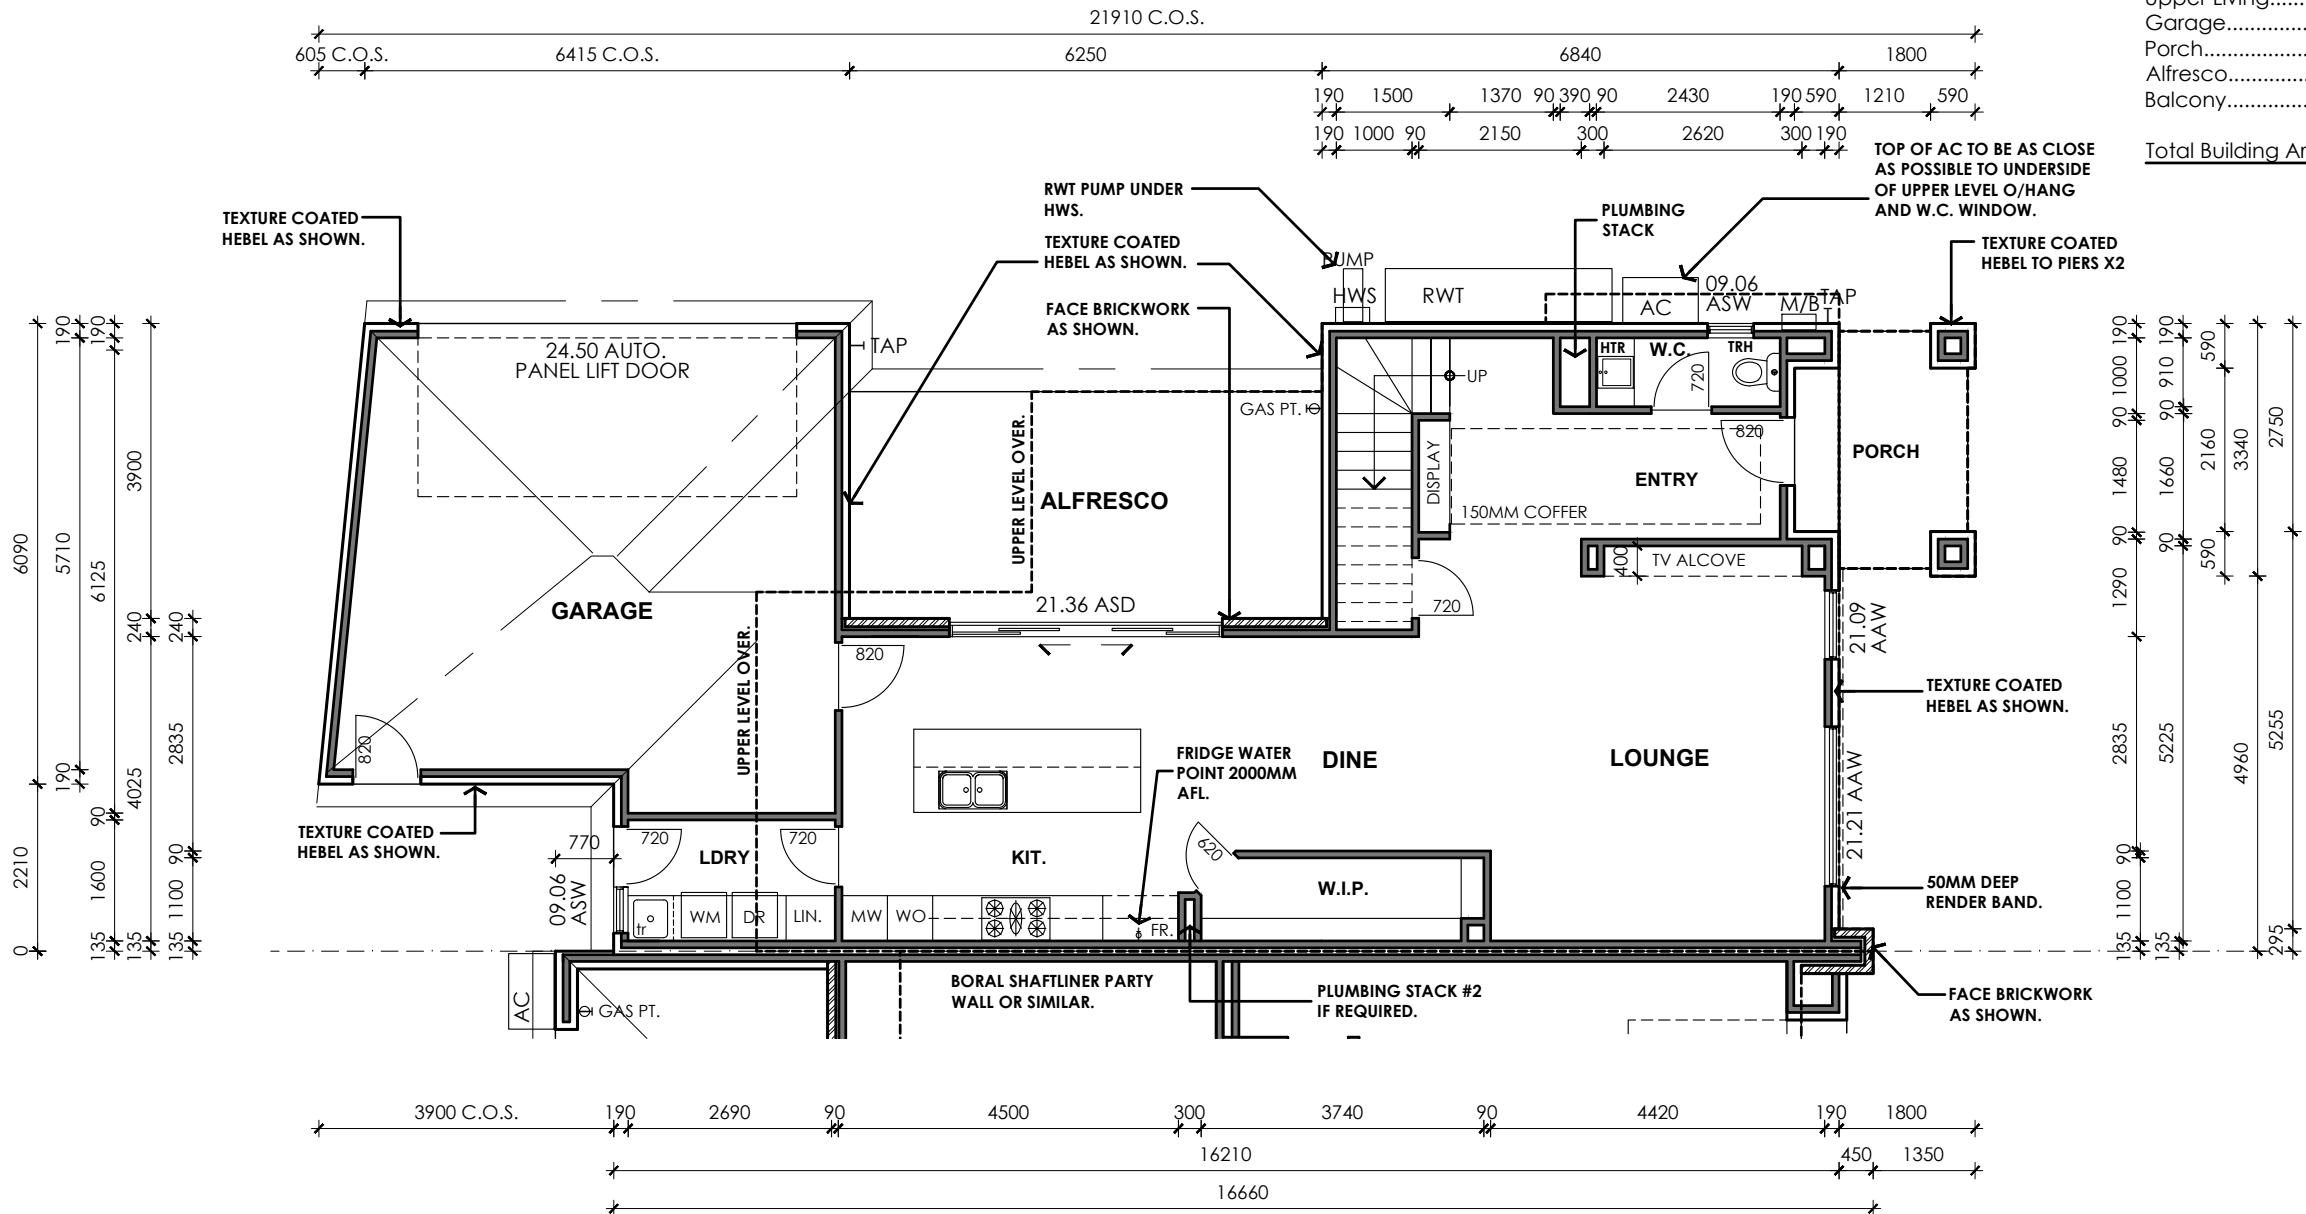 21910 C.O.S.
605 C.O.S.
6415 C.O.S.
6250
6840
1800
190
1500
1370
90
390
90
2430
190
590
1210
590
190
1000
90
2150
300
2620
300
190
Garage..............
Porch.................
Alfresco.............
Balcony.............
TEXTURE COATED
HEBEL AS SHOWN.
RWT PUMP UNDER
HWS.
TEXTURE COATED
HEBEL AS SHOWN.
FACE BRICKWORK
AS SHOWN.
PLUMBING
STACK
TOP OF AC TO BE AS CLOSE
AS POSSIBLE TO UNDERSIDE
OF UPPER LEVEL O/HANG
AND W.C. WINDOW.
TEXTURE COATED
HEBEL TO PIERS X2
PUMP
HWS
RWT
AC
09.06
ASW
M/B
TAP
24.50 AUTO.
PANEL LIFT DOOR
TAP
HTR
W.C.
TRH
720
UP
GAS PT.
820
DISPLAY
ENTRY
PORCH
150MM COFFER
UPPER LEVEL OVER.
ALFRESCO
400
TV ALCOVE
GARAGE
21.36 ASD
720
21.09
AAW
820
UPPER LEVEL OVER.
820
TEXTURE COATED
HEBEL AS SHOWN.
FRIDGE WATER
POINT 2000MM
AFL.
DINE
LOUNGE
21.21 AAW
TEXTURE COATED
HEBEL AS SHOWN.
770
720
LDRY
720
KIT.
620
W.I.P.
50MM DEEP
RENDER BAND.
09.06
ASW
tr
WM
DR
LIN.
MW
WO
FR.
AC
GAS PT.
BORAL SHAFTLINER PARTY
WALL OR SIMILAR.
PLUMBING STACK #2
IF REQUIRED.
FACE BRICKWORK
AS SHOWN.
6090
2210
0
190
5710
190
190
6125
90
1600
135
3900
240
4025
135
240
2835
90
1100
135
190
1000
90
1480
90
1290
2835
90
1100
135
190
910
90
1660
90
5225
135
590
2160
590
3340
4960
2750
5255
295
3900 C.O.S.
190
2690
90
4500
300
3740
90
4420
190
1800
16210
450
1350
16660